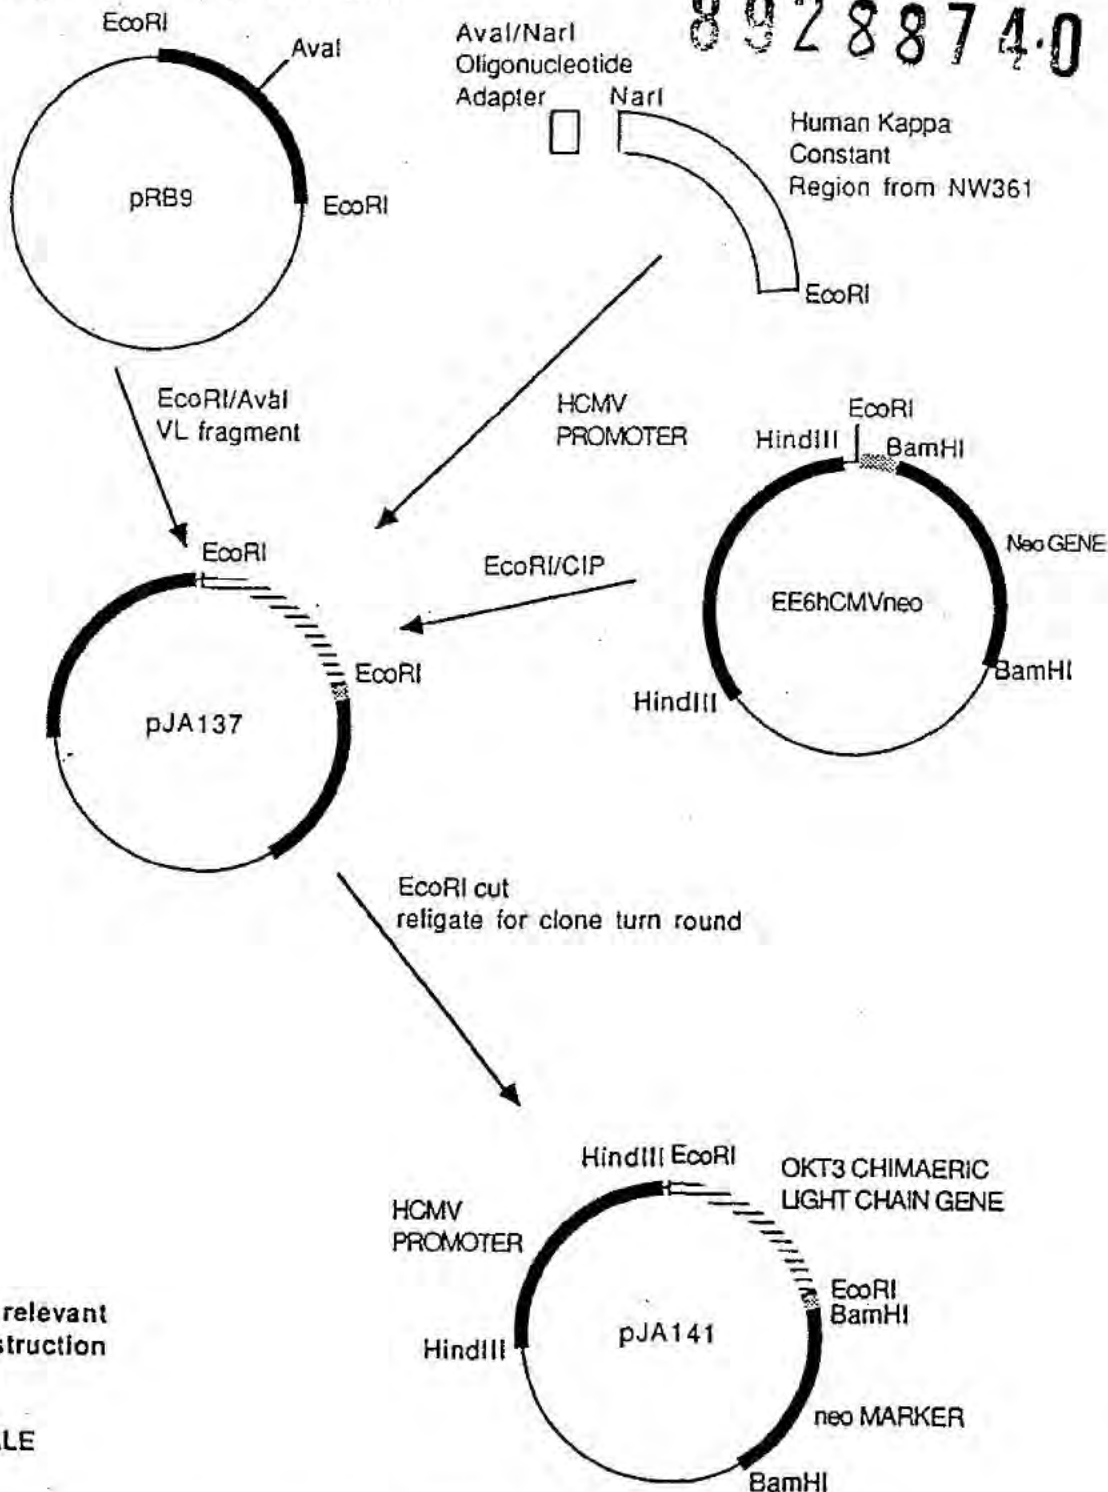 89288740
EcoRI
AvaI
pRB9
EcoRI
AvaI/NarI
Oligonucleotide
Adapter
NarI
Human Kappa
Constant
Region from NW361
EcoRI
EcoRI/AvaI
VL fragment
HCMV
PROMOTER
EcoRI
HindIII
BamHI
Neo GENE
EE6hCMVneo
BamHI
HindIII
EcoRI/CIP
EcoRI
EcoRI
pJA137
EcoRI cut
religate for clone turn round
HindIII EcoRI
OKT3 CHIMAERIC
LIGHT CHAIN GENE
HCMV
PROMOTER
EcoRI
BamHI
HindIII
pJA141
neo MARKER
BamHI
relevant
struction
LE